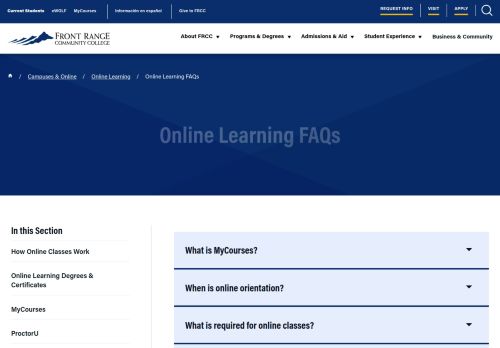 Current Students eWOLF MyCourses Información en español Give to FRCC REQUEST INFO VISIT APPLY
FRONT RANGE
COMMUNITY COLLEGE
About FRCC Programs & Degrees Admissions & Aid Student Experience Business & Community
/ Campuses & Online / Online Learning / Online Learning FAQs
Online Learning FAQs
In this Section
How Online Classes Work
Online Learning Degrees &
Certificates
MyCourses
ProctorU
What is MyCourses?
When is online orientation?
What is required for online classes?